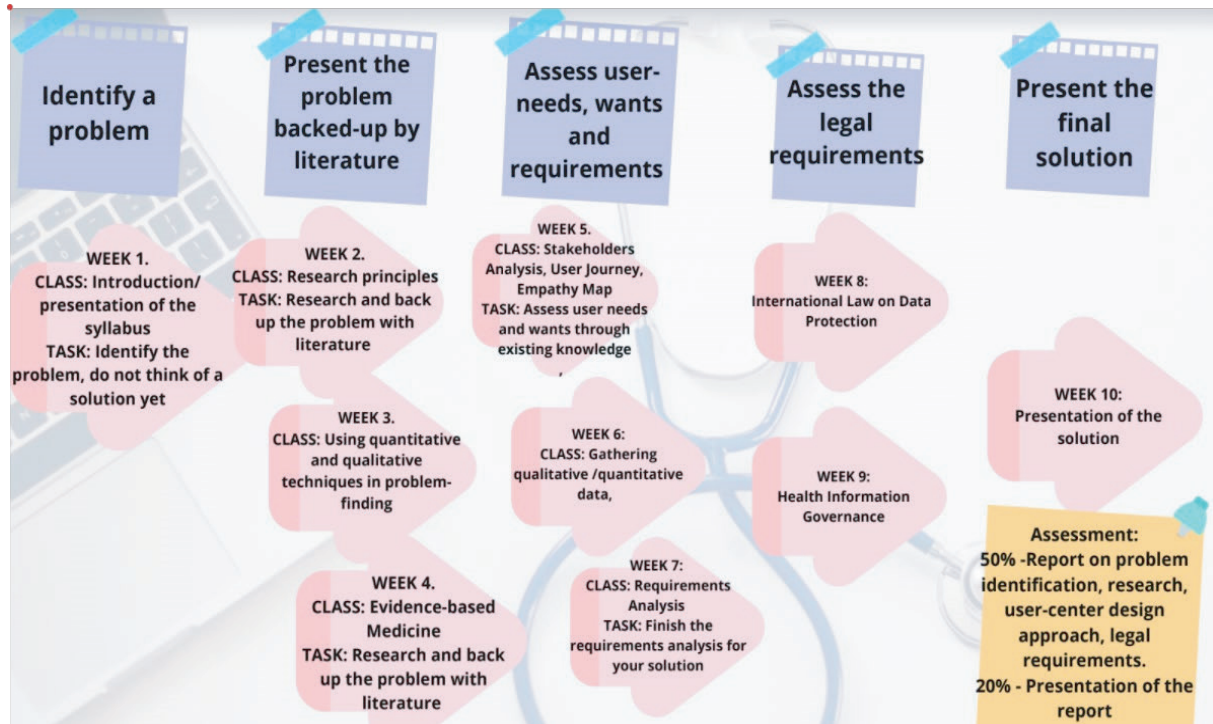 Identify a
problem
Present the
problem
backed-up by
literature
Assess user-
needs, wants
and
requirements
Assess the
legal
requirements
Present the
final
solution
WEEK 1.
CLASS: Introduction/
presentation of the
syllabus
TASK: Identify the
problem, do not think of a
solution yet
WEEK 2.
CLASS: Research principles
TASK: Research and back
up the problem with
literature
WEEK 3.
CLASS: Using quantitative
and qualitative
techniques in problem-
finding
WEEK 4.
CLASS: Evidence-based
Medicine
TASK: Research and back
up the problem with
literature
WEEK 5.
CLASS: Stakeholders
Analysis, User Journey,
Empathy Map
TASK: Assess user needs
and wants through
existing knowledge
,
WEEK 6:
CLASS: Gathering
qualitative /quantitative
data,
WEEK 7:
CLASS: Requirements
Analysis
TASK: Finish the
requirements analysis for
your solution
WEEK 8:
International Law on Data
Protection
WEEK 9:
Health Information
Governance
WEEK 10:
Presentation of the
solution
Assessment:
50% -Report on problem
identification, research,
user-center design
approach, legal
requirements.
20% - Presentation of the
report